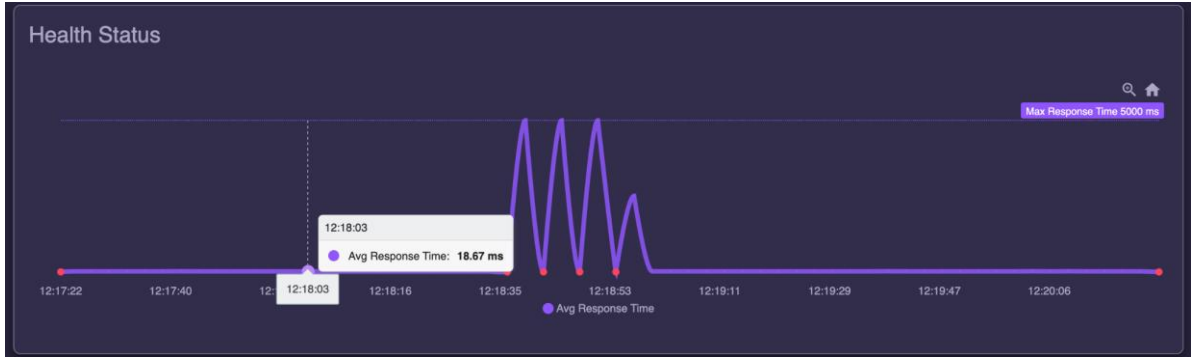 Health Status
Max Response Time 5000 ms
12:18:03
Avg Response Time: 18.67 ms
12:17:22 12:17:40 12: 12:18:03 12:18:16 12:18:35 12:18:53 12:19:11 12:19:29 12:19:47 12:20:06
Avg Response Time